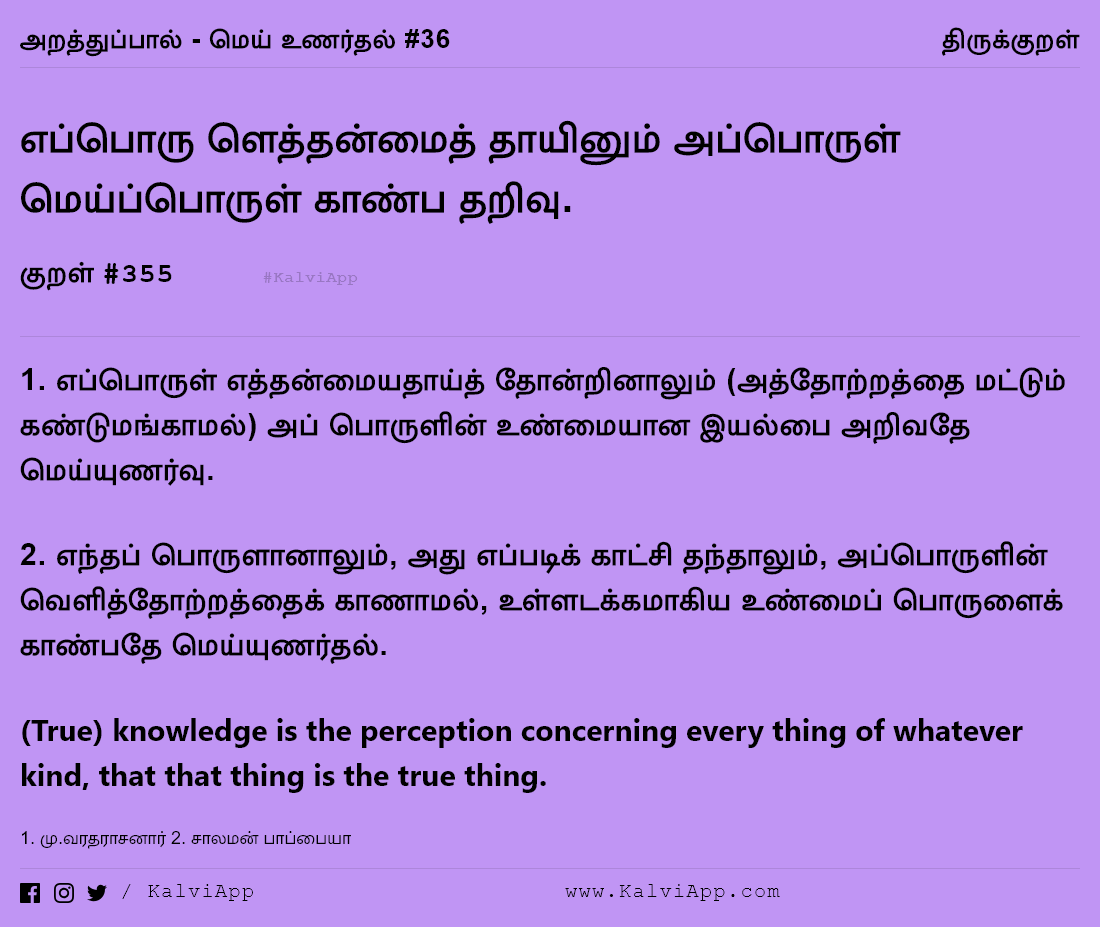 அறத்துப்பால் - மெய் உணர்தல் #36 திருக்குறள்
எப்பொரு ளெத்தன்மைத் தாயினும் அப்பொருள்
மெய்ப்பொருள் காண்ப தறிவு.
குறள் #355 #KalviApp
1. எப்பொருள் எத்தன்மையதாய்த் தோன்றினாலும் (அத்தோற்றத்தை மட்டும்
கண்டுமங்காமல்) அப் பொருளின் உண்மையான இயல்பை அறிவதே
மெய்யுணர்வு.
2. எந்தப் பொருளானாலும், அது எப்படிக் காட்சி தந்தாலும், அப்பொருளின்
வெளித்தோற்றத்தைக் காணாமல், உள்ளடக்கமாகிய உண்மைப் பொருளைக்
காண்பதே மெய்யுணர்தல்.
(True) knowledge is the perception concerning every thing of whatever
kind, that that thing is the true thing.
1. மு.வரதராசனார் 2. சாலமன் பாப்பையா
/ KalviApp www.KalviApp.com